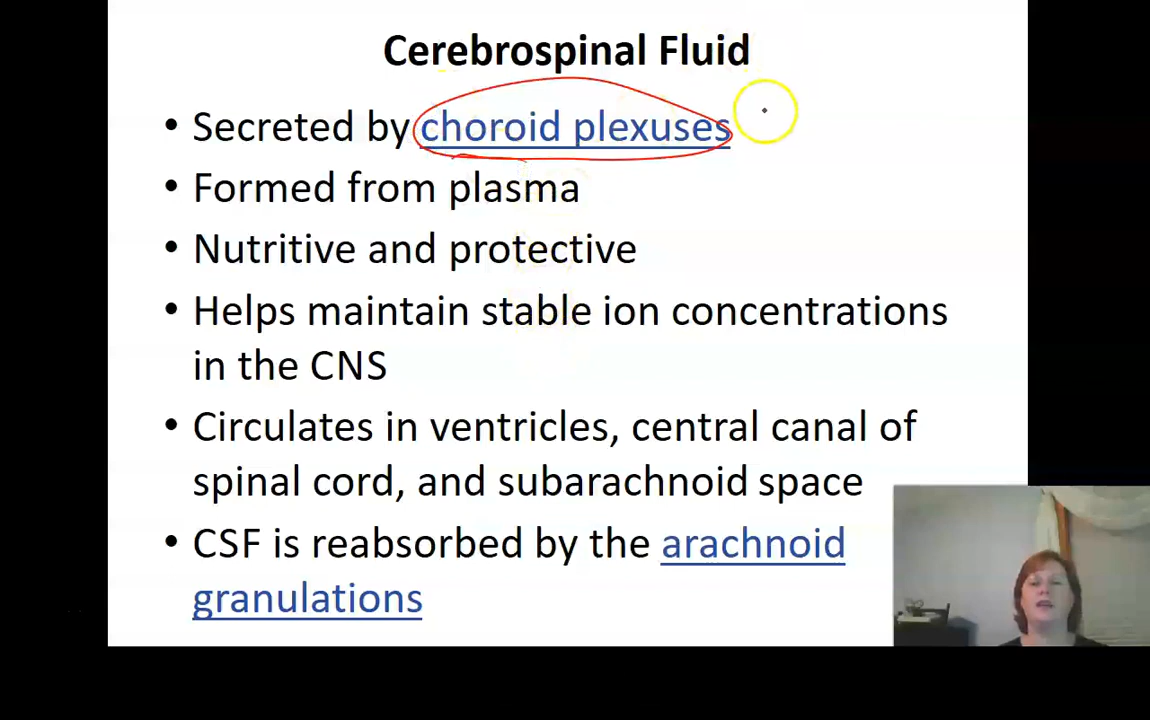 Cerebrospinal Fluid
• Secreted by choroid plexuses
• Formed from plasma
• Nutritive and protective
• Helps maintain stable ion concentrations
in the CNS
• Circulates in ventricles, central canal of
spinal cord, and subarachnoid space
• CSF is reabsorbed by the arachnoid
granulations